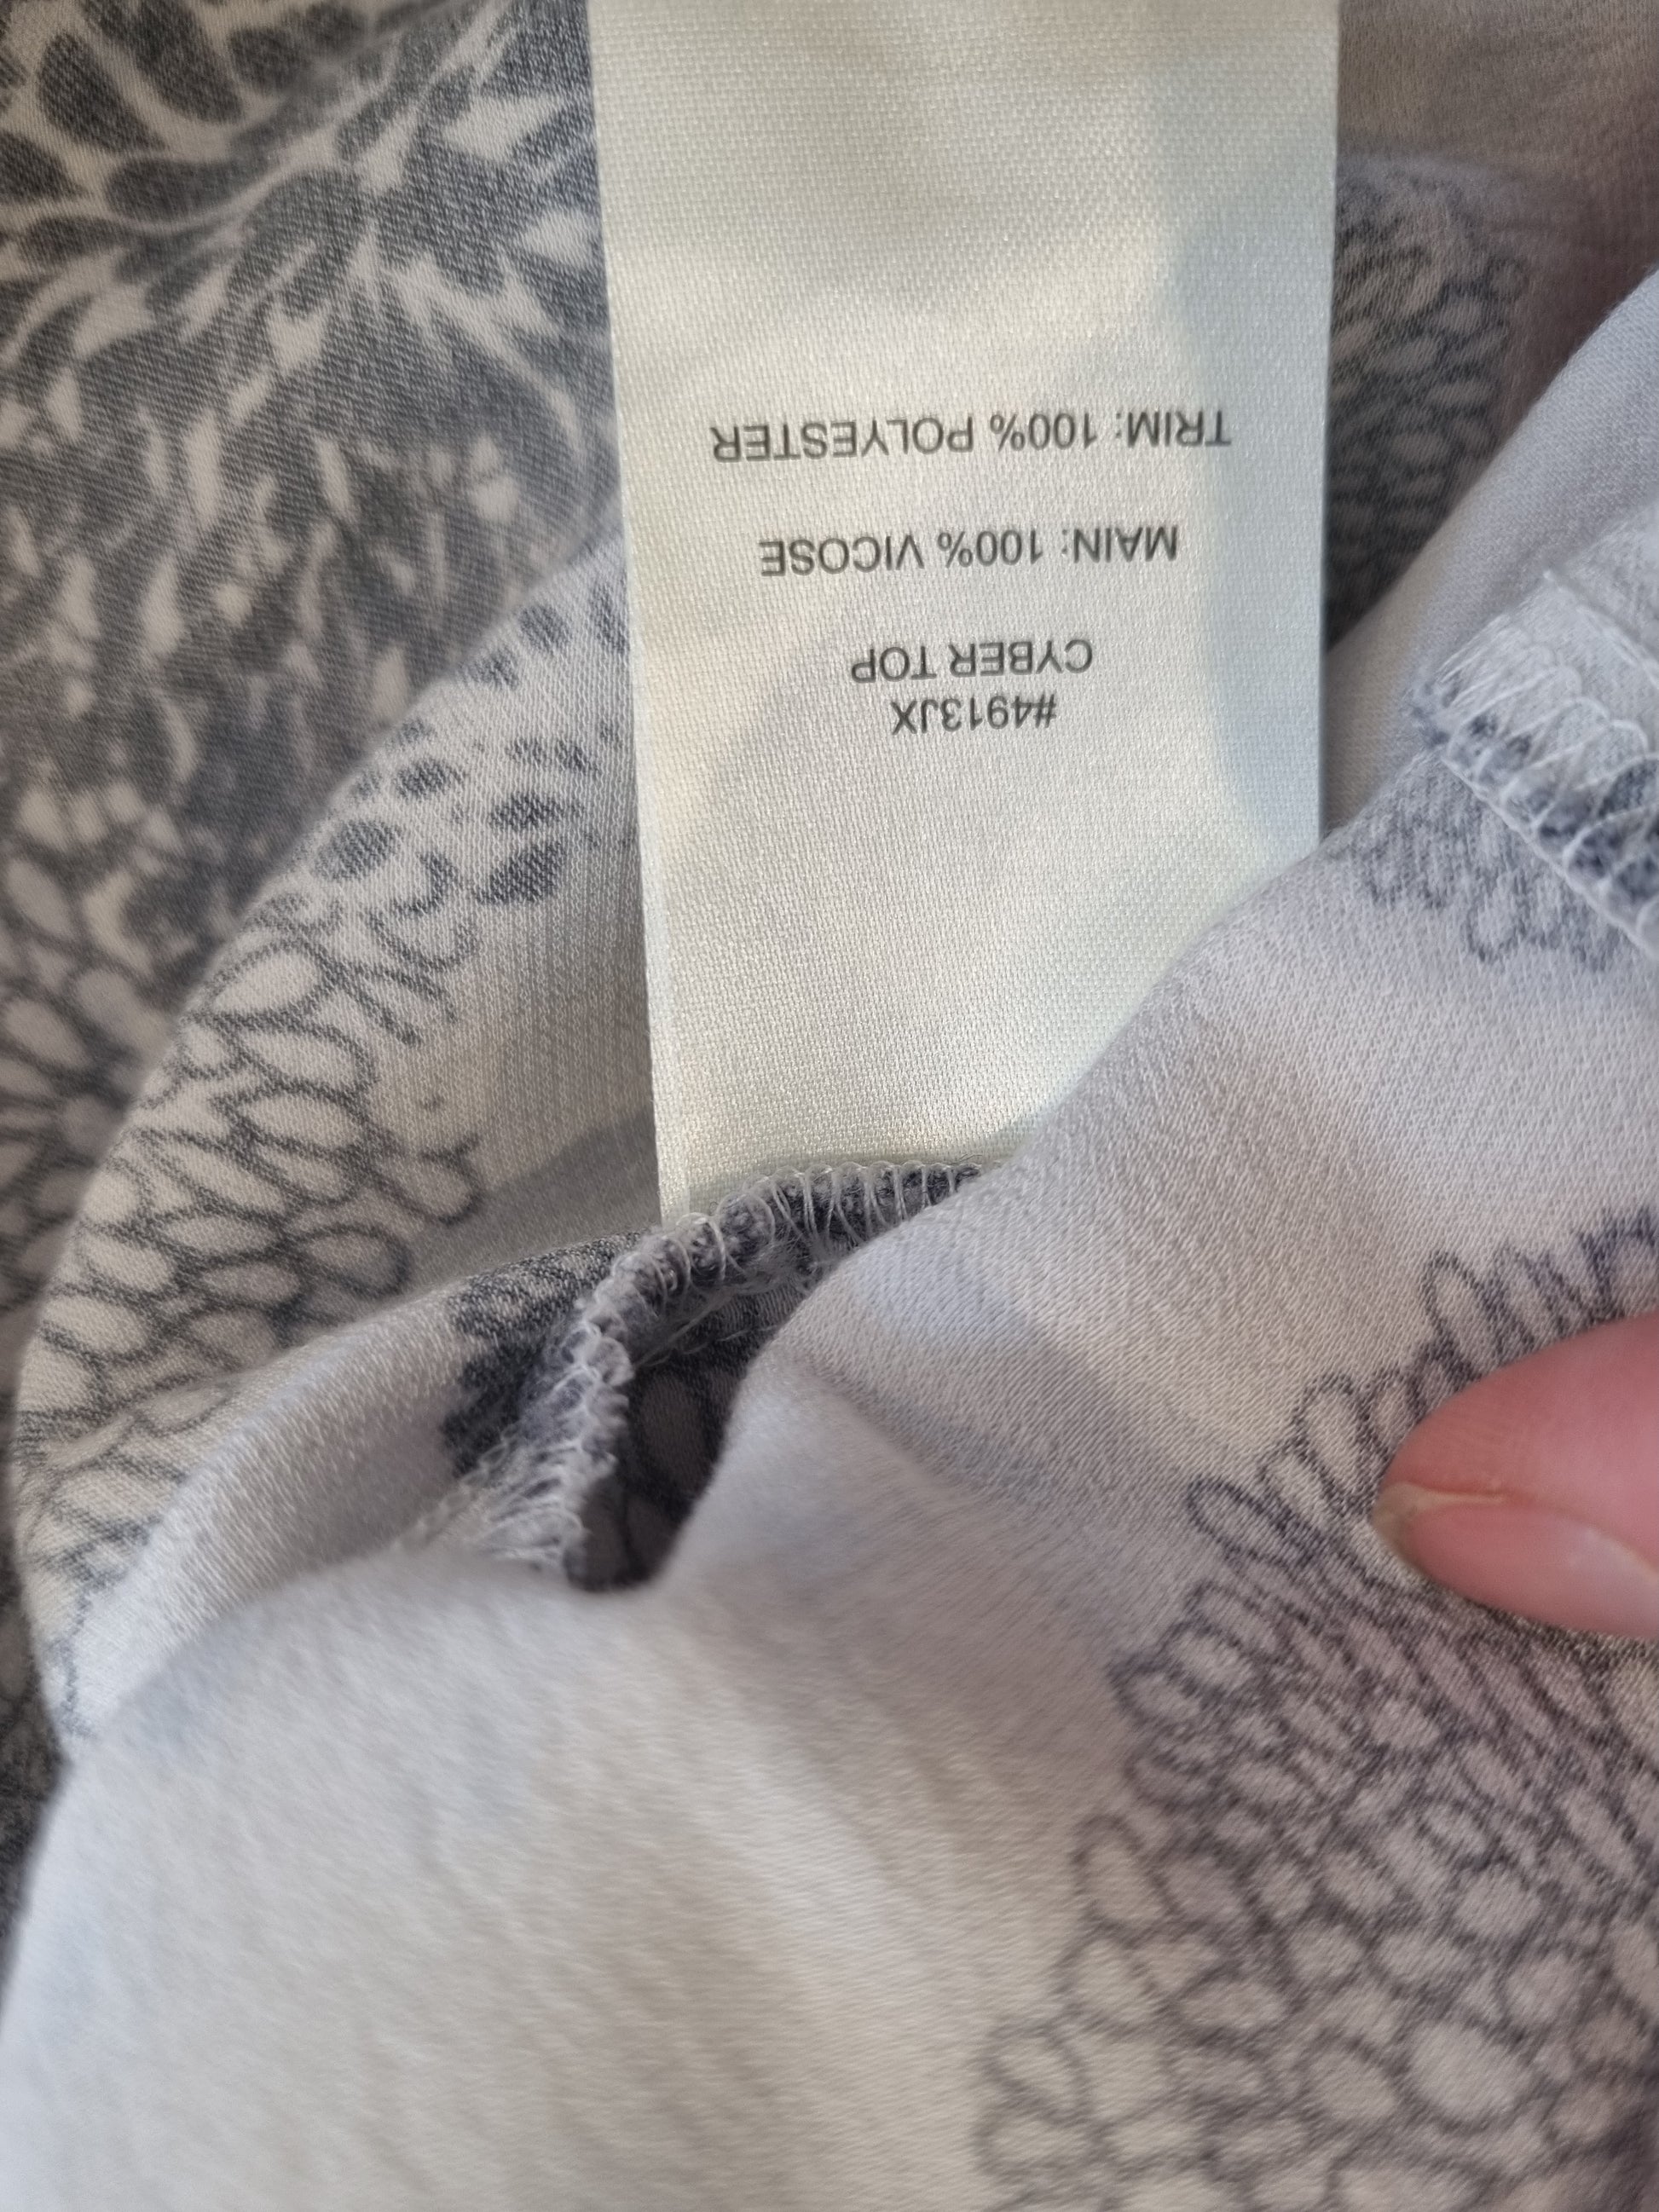 #4913JX
CYBER TOP
MAIN: 100% VICOSE
TRIM: 100% POLYESTER